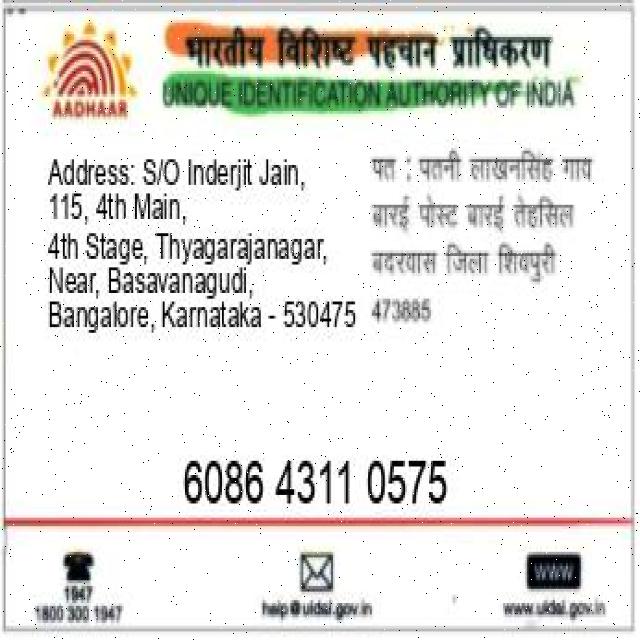 भारतीय विशिष्ट पहचान प्राधिकरण
UNIQUE IDENTIFICATION AUTHORITY OF INDIA
AADHAAR
Address: S/O Inderjit Jain,
115, 4th Main,
4th Stage, Thyagarajanagar,
Near, Basavanagudi,
Bangalore, Karnataka - 530475
पत : पतनी लाखनसिंह गाव
बारई पोस्ट बारई तेहसिल
बदरवास जिला शिवपुरी
473885
6086 4311 0575
1947
1800 300 1947
help@uidai.gov.in
www
www.uidai.gov.in